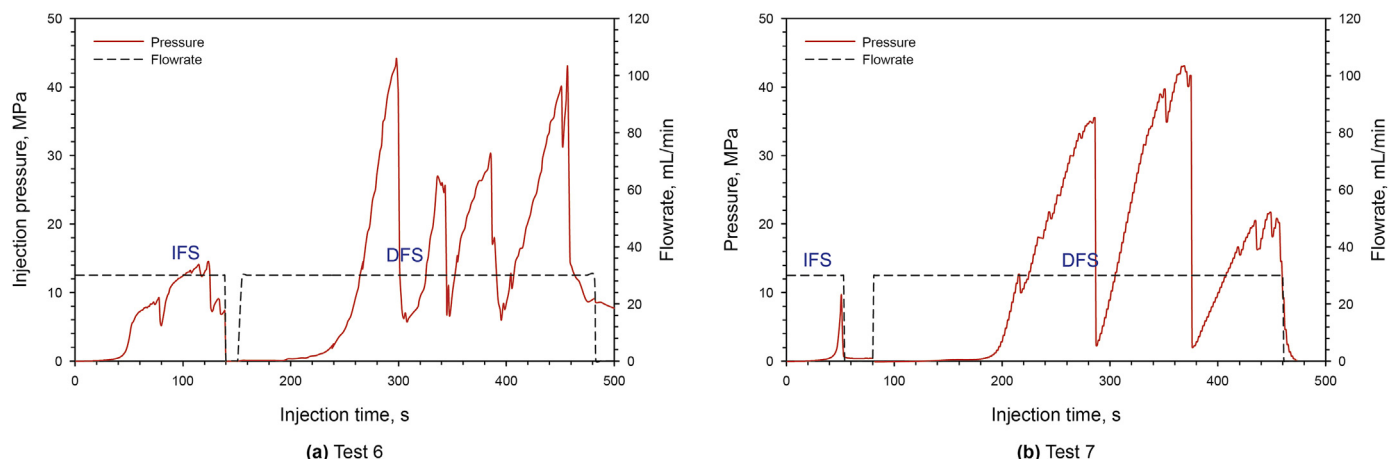 50
40
30
20
10
0
Injection pressure, MPa
Pressure
Flowrate
IFS
DFS
120
100
80
60
40
20
0
Flowrate, mL/min
0 100 200 300 400 500
Injection time, s
(a) Test 6
50
40
30
20
10
0
Pressure, MPa
Pressure
Flowrate
IFS
DFS
120
100
80
60
40
20
0
Flowrate, mL/min
0 100 200 300 400 500
Injection time, s
(b) Test 7